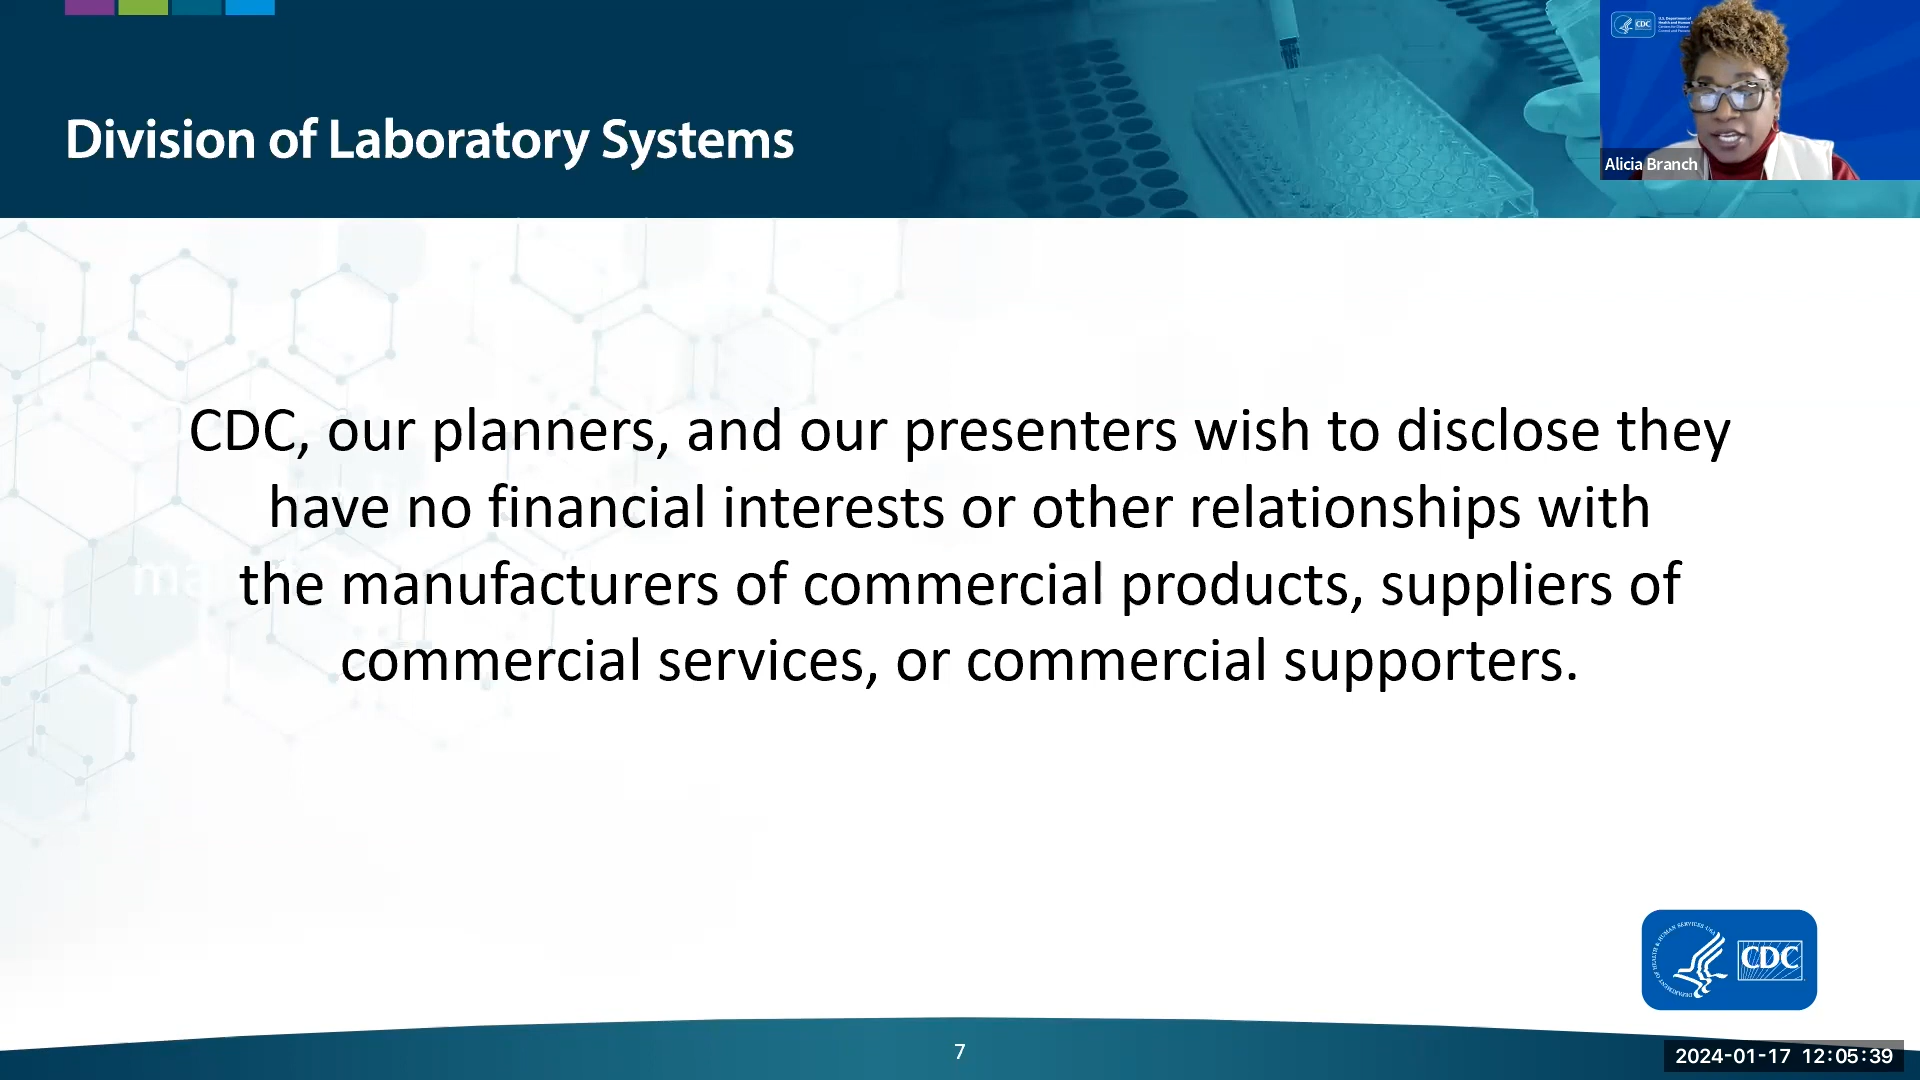 Division of Laboratory Systems
CDC
Alicia Branch
CDC, our planners, and our presenters wish to disclose they
have no financial interests or other relationships with
the manufacturers of commercial products, suppliers of
commercial services, or commercial supporters.
CDC
7
2024-01-17 12:05:39